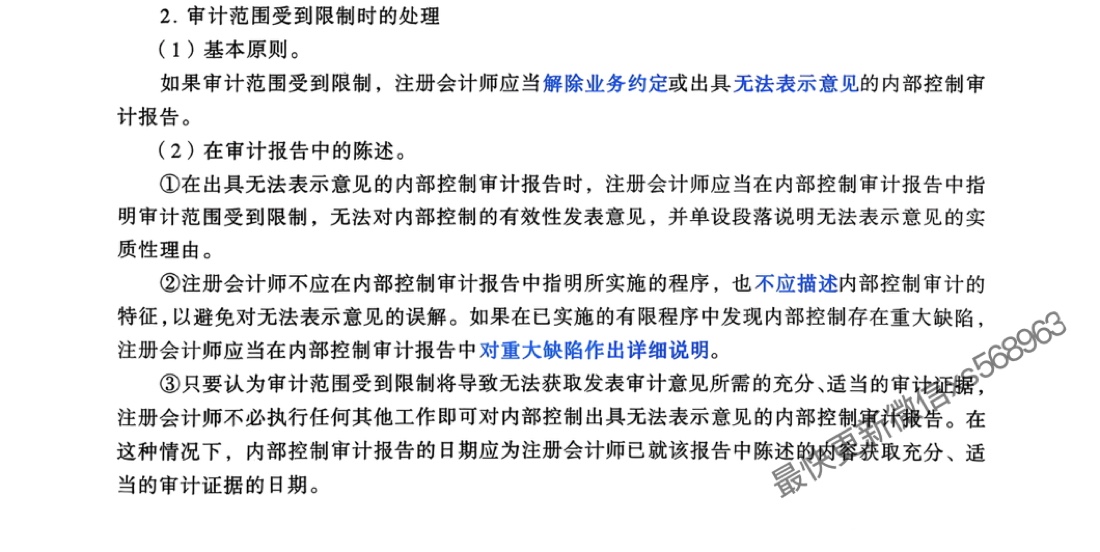 2. 审计范围受到限制时的处理
（1）基本原则。
如果审计范围受到限制，注册会计师应当解除业务约定或出具无法表示意见的内部控制审
计报告。
（2）在审计报告中的陈述。
①在出具无法表示意见的内部控制审计报告时，注册会计师应当在内部控制审计报告中指
明审计范围受到限制，无法对内部控制的有效性发表意见，并单设段落说明无法表示意见的实
质性理由。
②注册会计师不应在内部控制审计报告中指明所实施的程序，也不应描述内部控制审计的
特征，以避免对无法表示意见的误解。如果在已实施的有限程序中发现内部控制存在重大缺陷，
注册会计师应当在内部控制审计报告中对重大缺陷作出详细说明。
③只要认为审计范围受到限制将导致无法获取发表审计意见所需的充分、适当的审计证据，
注册会计师不必执行任何其他工作即可对内部控制出具无法表示意见的内部控制审计报告。在
这种情况下，内部控制审计报告的日期应为注册会计师已就该报告中陈述的内容获取充分、适
当的审计证据的日期。
最快更新微信:s568963